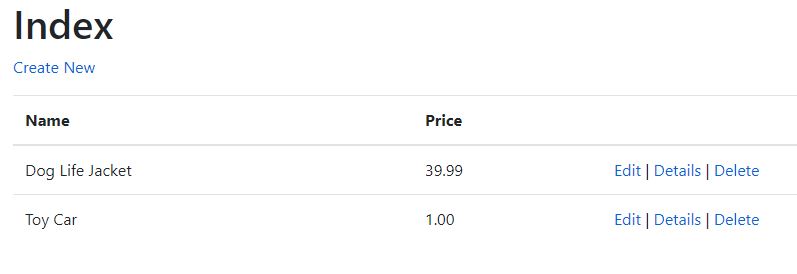 Index
Create New
Name Price
Dog Life Jacket 39.99 Edit | Details | Delete
Toy Car 1.00 Edit | Details | Delete